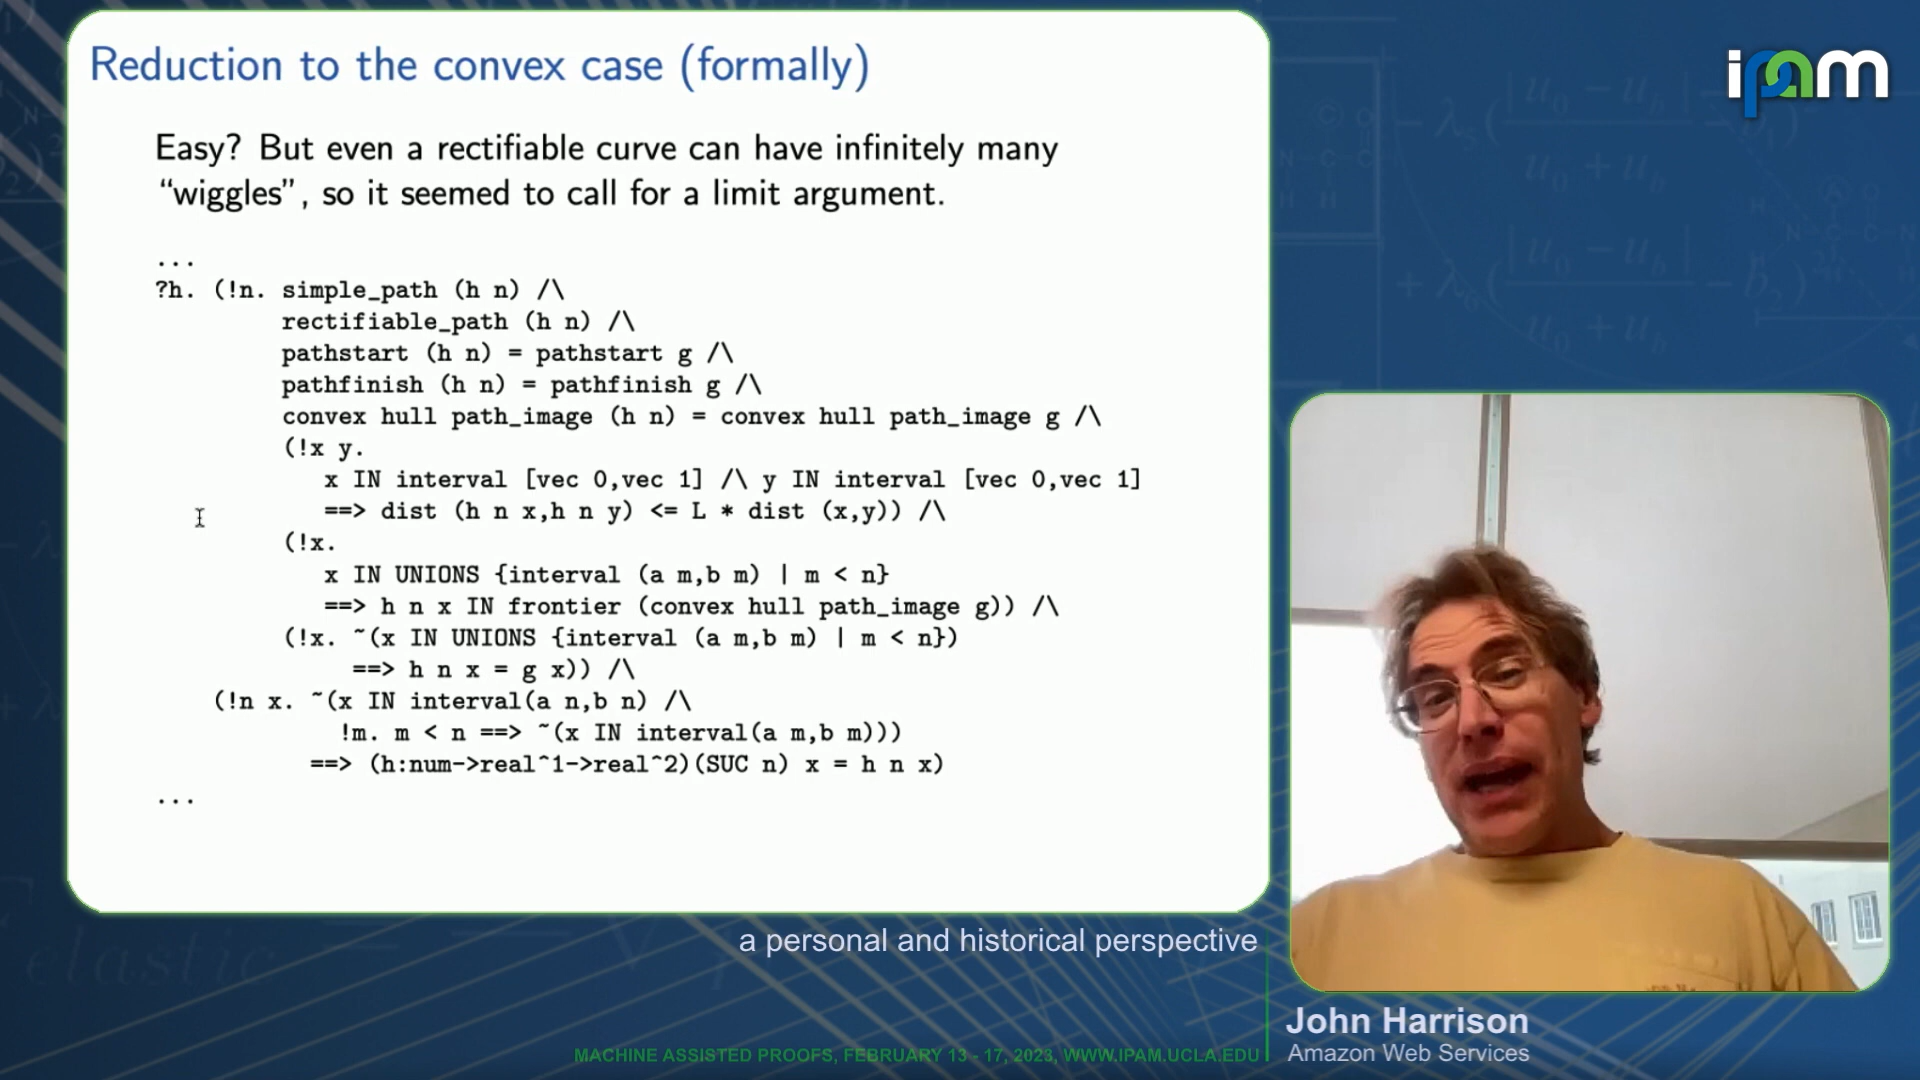 Reduction to the convex case (formally)
Easy? But even a rectifiable curve can have infinitely many
“wiggles”, so it seemed to call for a limit argument.
...
?h. (!n. simple_path (h n) /\
rectifiable_path (h n) /\
pathstart (h n) = pathstart g /\
pathfinish (h n) = pathfinish g /\
convex hull path_image (h n) = convex hull path_image g /\
(!x y.
x IN interval [vec 0,vec 1] /\ y IN interval [vec 0,vec 1]
==> dist (h n x,h n y) <= L * dist (x,y)) /\
(!x.
x IN UNIONS {interval (a m,b m) | m < n}
==> h n x IN frontier (convex hull path_image g)) /\
(!x. ~(x IN UNIONS {interval (a m,b m) | m < n})
==> h n x = g x)) /\
(!n x. ~(x IN interval(a n,b n) /\
!m. m < n ==> ~(x IN interval(a m,b m)))
==> (h:num->real^1->real^2)(SUC n) x = h n x)
...
ipam
a personal and historical perspective
John Harrison
Amazon Web Services
MACHINE ASSISTED PROOFS, FEBRUARY 13 - 17, 2023, WWW.IPAM.UCLA.EDU
elastic